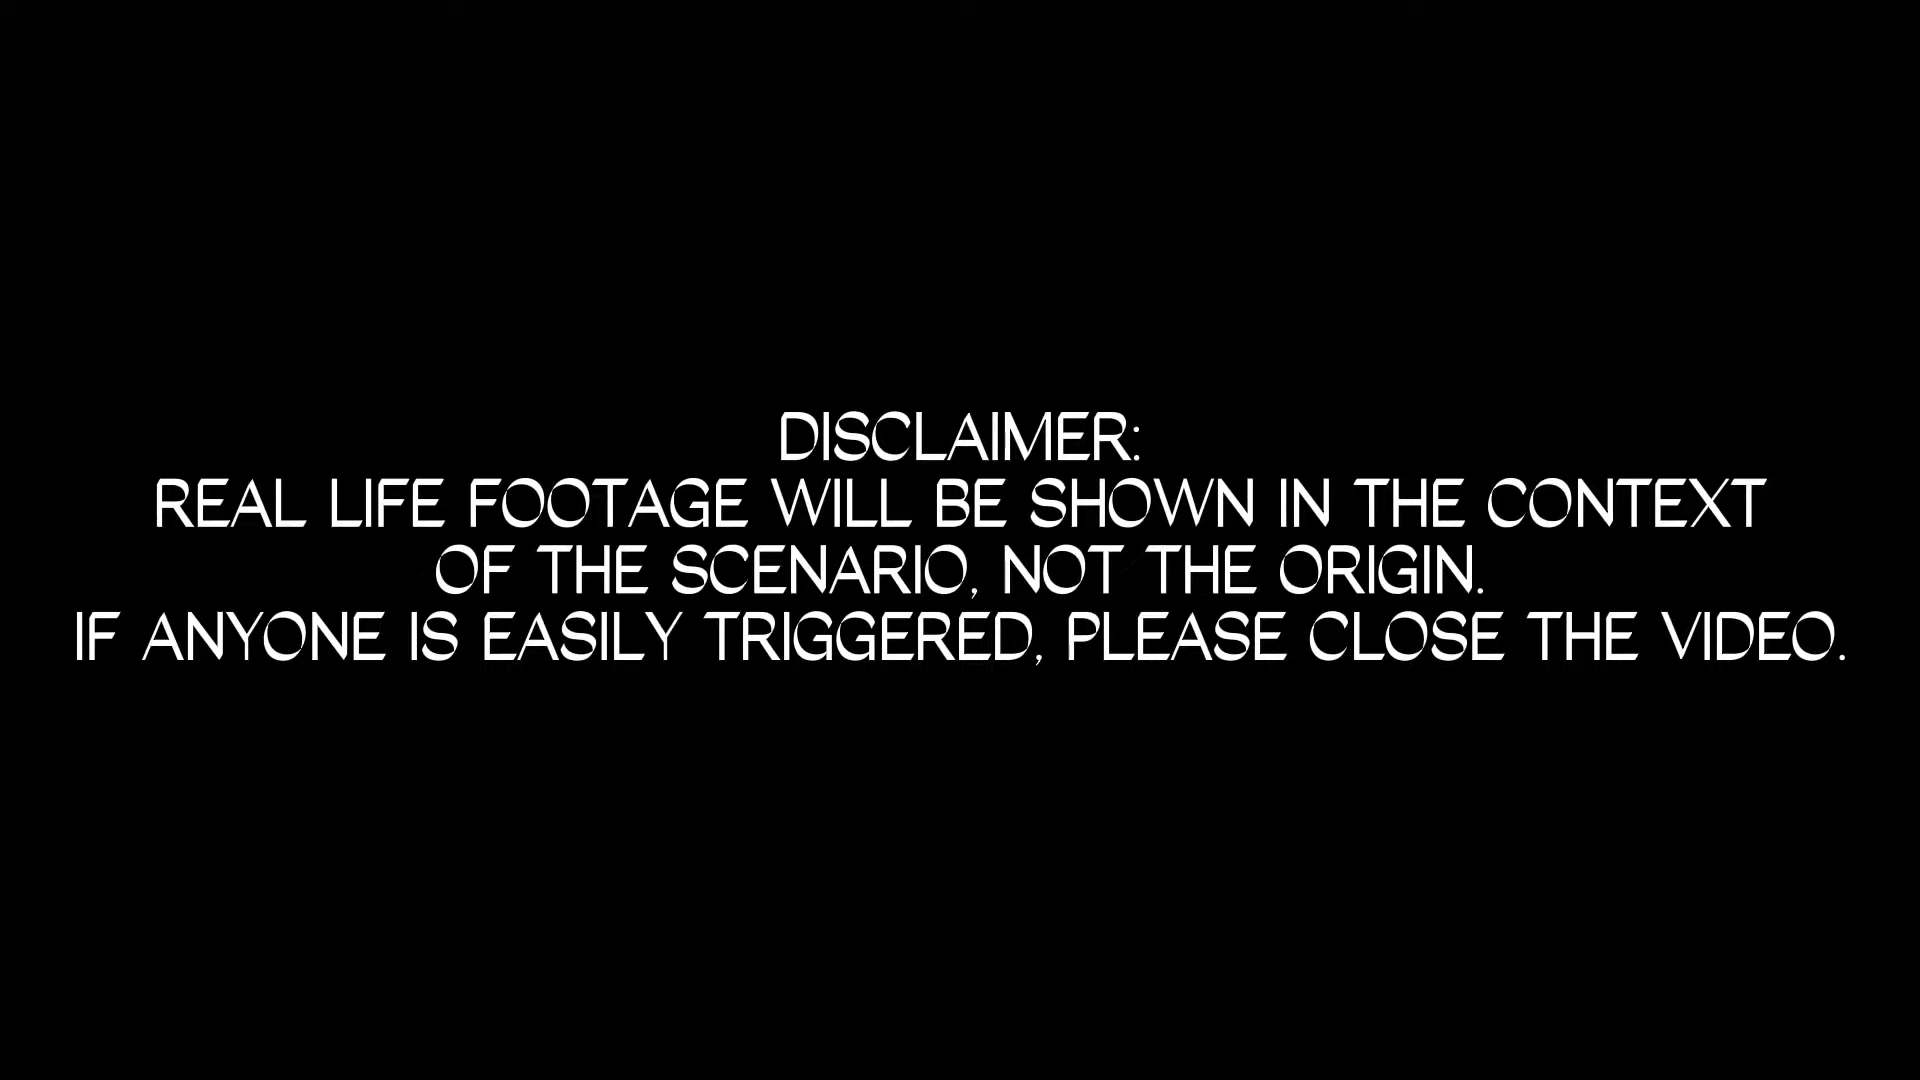 DISCLAIMER:
REAL LIFE FOOTAGE WILL BE SHOWN IN THE CONTEXT
OF THE SCENARIO, NOT THE ORIGIN.
IF ANYONE IS EASILY TRIGGERED, PLEASE CLOSE THE VIDEO.